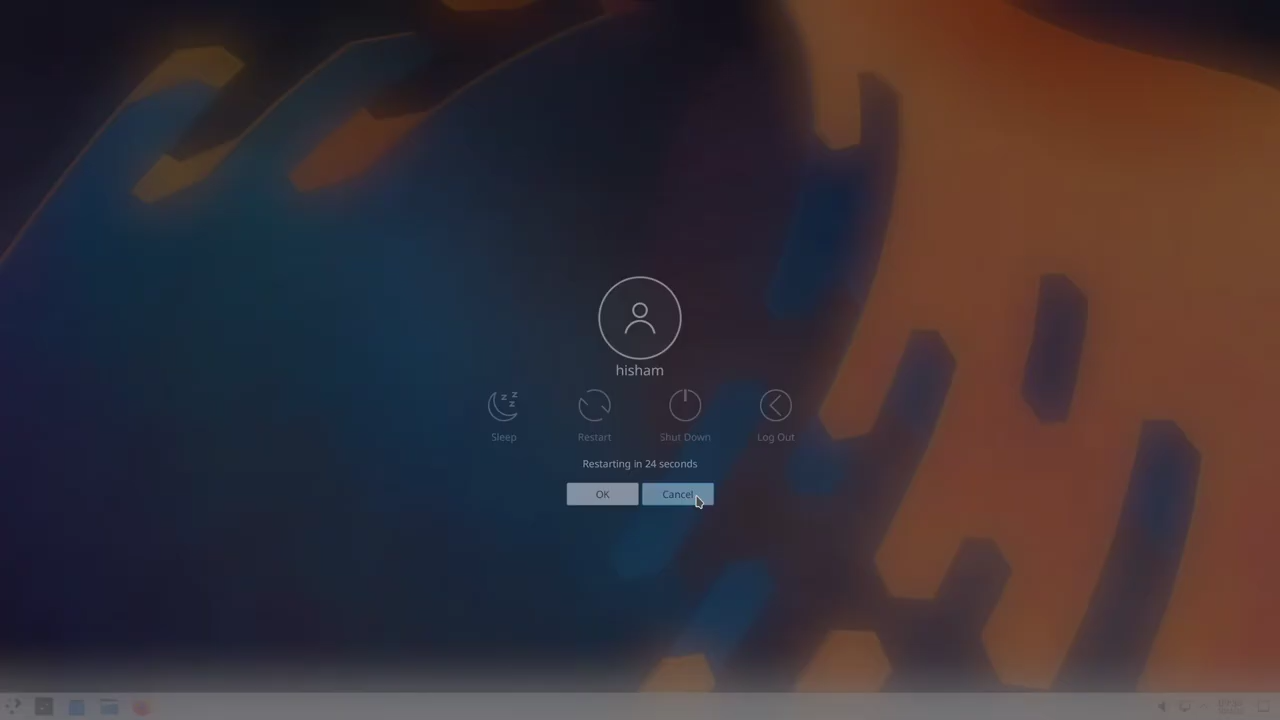 hisham
Sleep
Restart
Shut Down
Log Out
Restarting in 24 seconds
OK
Cancel